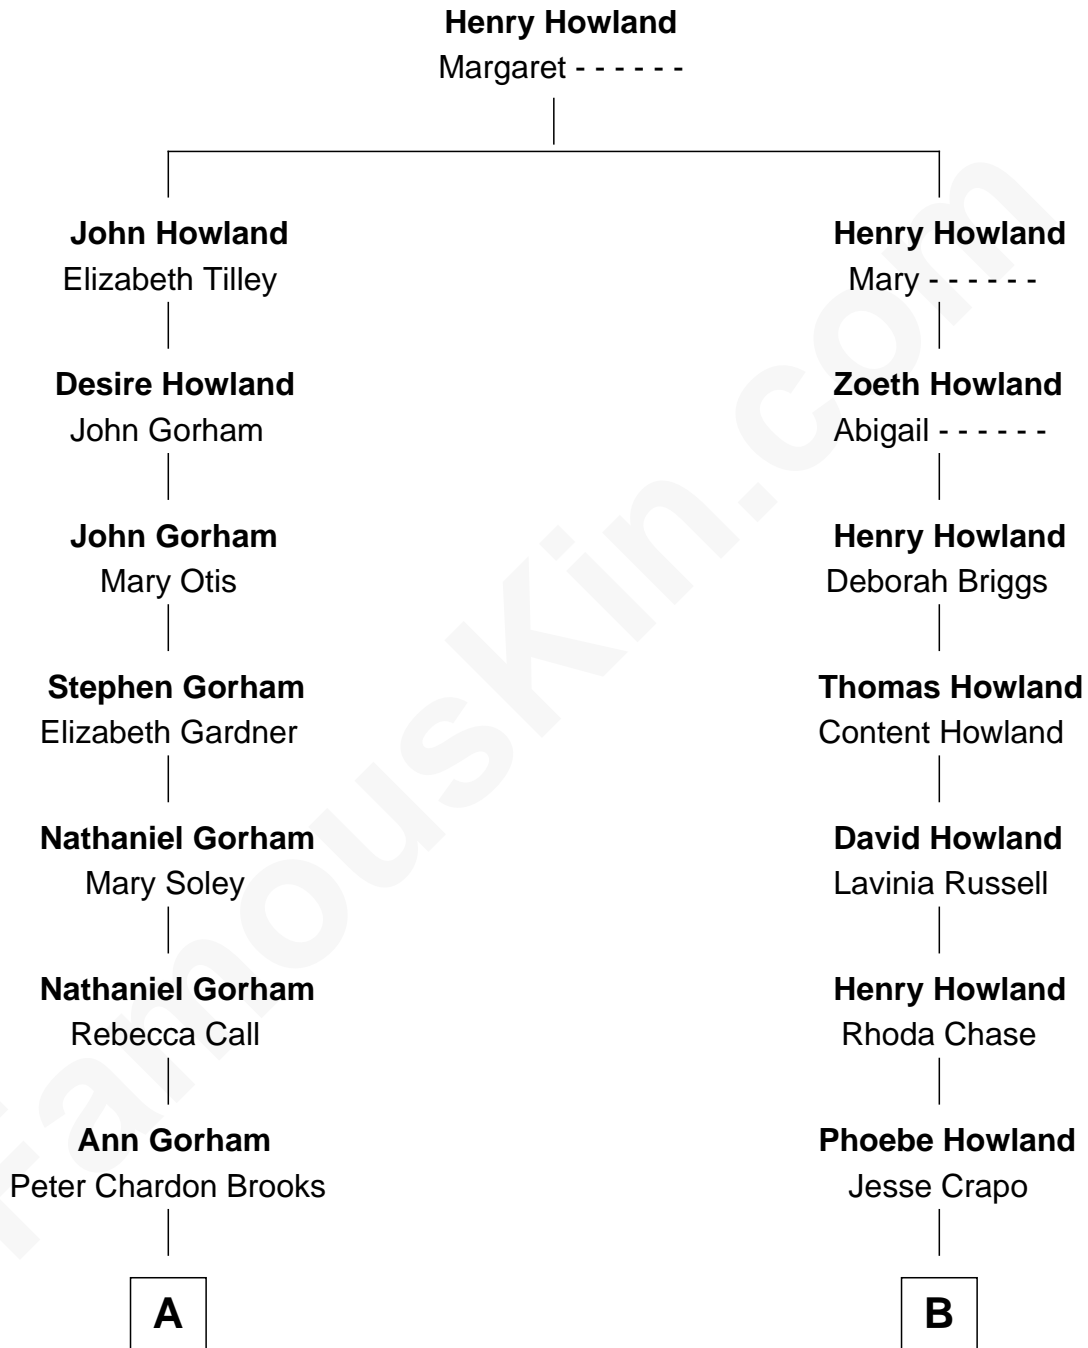 Henry Howland
Margaret - - - - - -
John Howland
Elizabeth Tilley
Desire Howland
John Gorham
John Gorham
Mary Otis
Stephen Gorham
Elizabeth Gardner
Nathaniel Gorham
Mary Soley
Nathaniel Gorham
Rebecca Call
Ann Gorham
Peter Chardon Brooks
A
Henry Howland
Mary - - - - - -
Zoeth Howland
Abigail - - - - - -
Henry Howland
Deborah Briggs
Thomas Howland
Content Howland
David Howland
Lavinia Russell
Henry Howland
Rhoda Chase
Phoebe Howland
Jesse Crapo
B
FamousKin.com